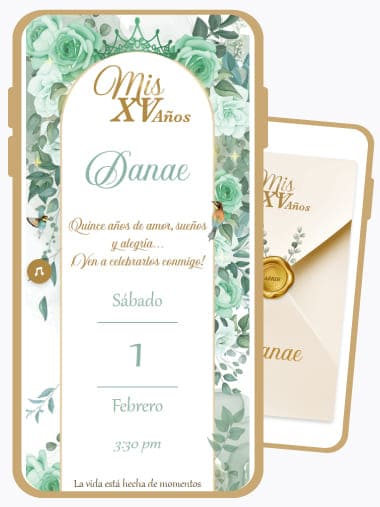 Mis
XV Años
Danae
Quince años de amor, sueños
y alegría...
¡Ven a celebrarlos conmigo!
Sábado
1
Febrero
3:30 pm
La vida está hecha de momentos
Mis
XV Años
Danae